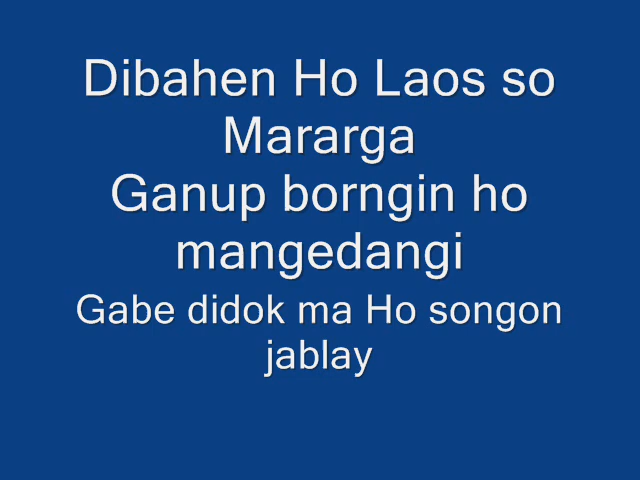 Dibahen Ho Laos so
Mararga
Ganup borngin ho
mangedangi
Gabe didok ma Ho songon
jablay